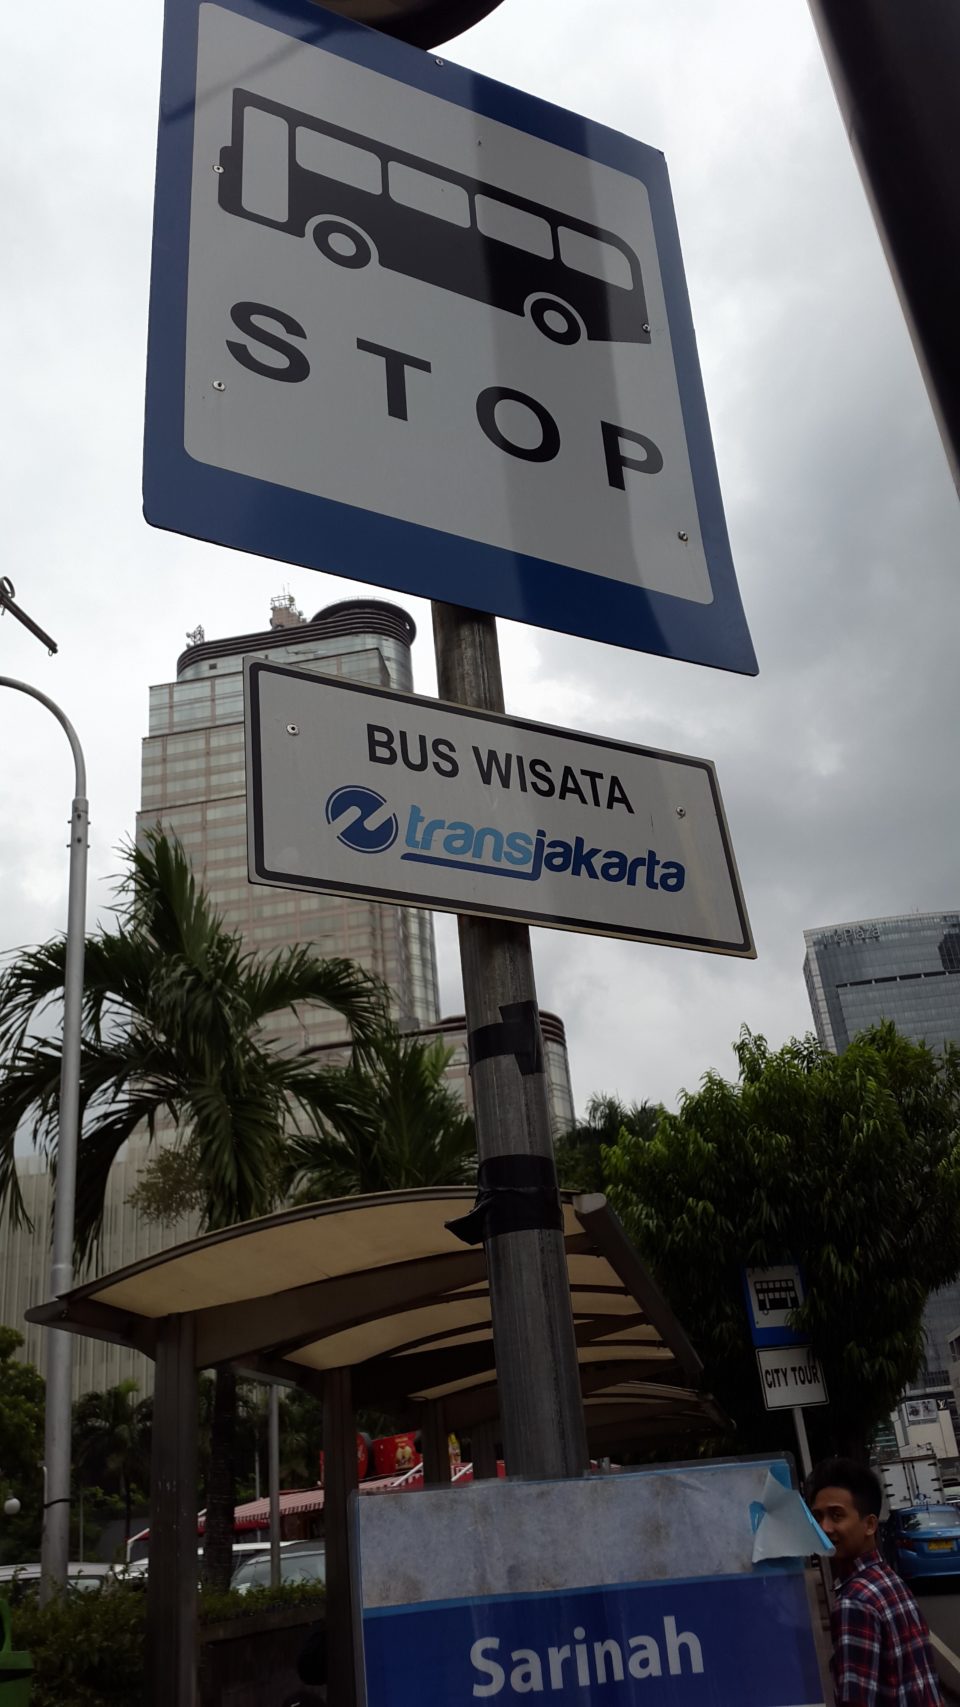 STOP
BUS WISATA
transjakarta
CITY TOUR
Sarinah